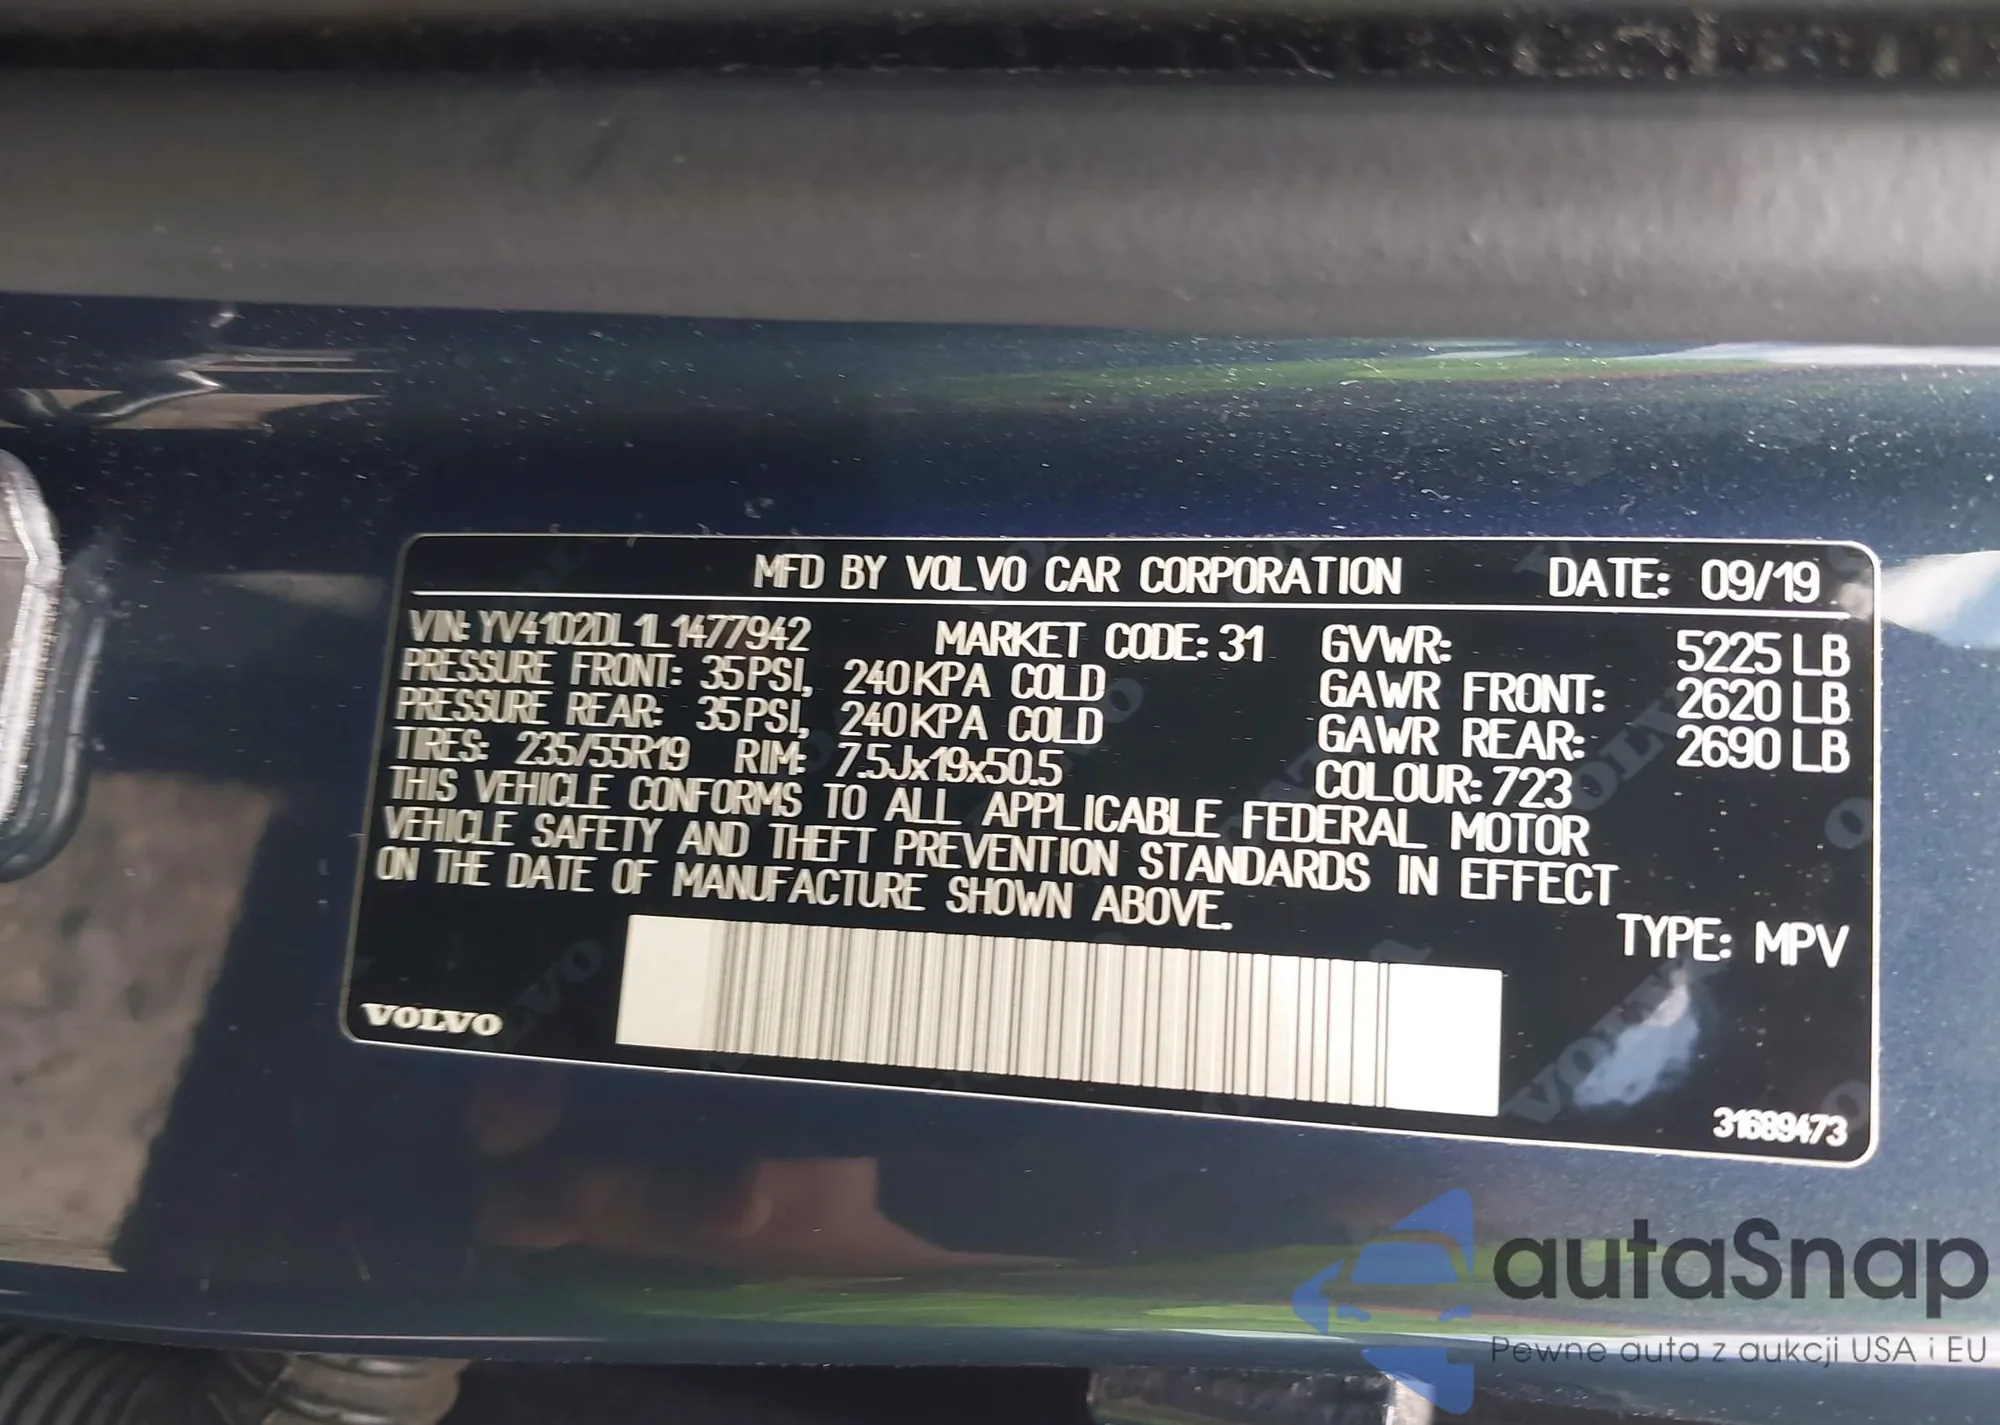 MFD BY VOLVO CAR CORPORATION DATE: 09/19
VIN: YV4102DL1L1477942 MARKET CODE: 31 GVWR: 5225 LB
PRESSURE FRONT: 35PSI, 240KPA COLD GAWR FRONT: 2620 LB
PRESSURE REAR: 35PSI, 240KPA COLD GAWR REAR: 2690 LB
TIRES: 235/55R19 RIM: 7.5Jx19x50.5 COLOUR: 723
THIS VEHICLE CONFORMS TO ALL APPLICABLE FEDERAL MOTOR
VEHICLE SAFETY AND THEFT PREVENTION STANDARDS IN EFFECT
ON THE DATE OF MANUFACTURE SHOWN ABOVE.
TYPE: MPV
VOLVO
31689473
autaSnap
Pewne auta z aukcji USA i EU